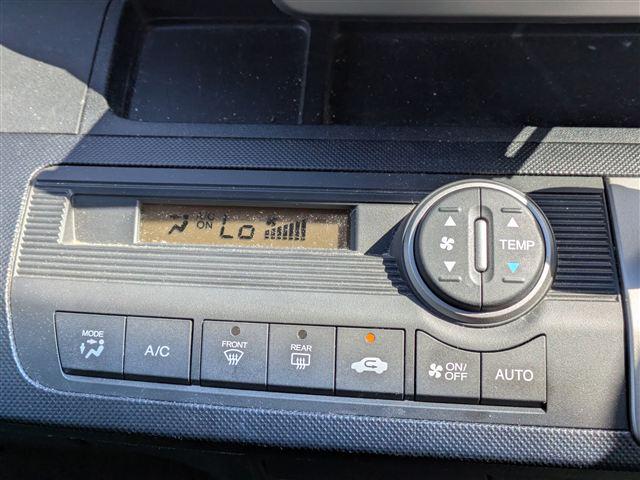 A/C
ON
Lo
TEMP
MODE
A/C
FRONT
REAR
ON/
OFF
AUTO